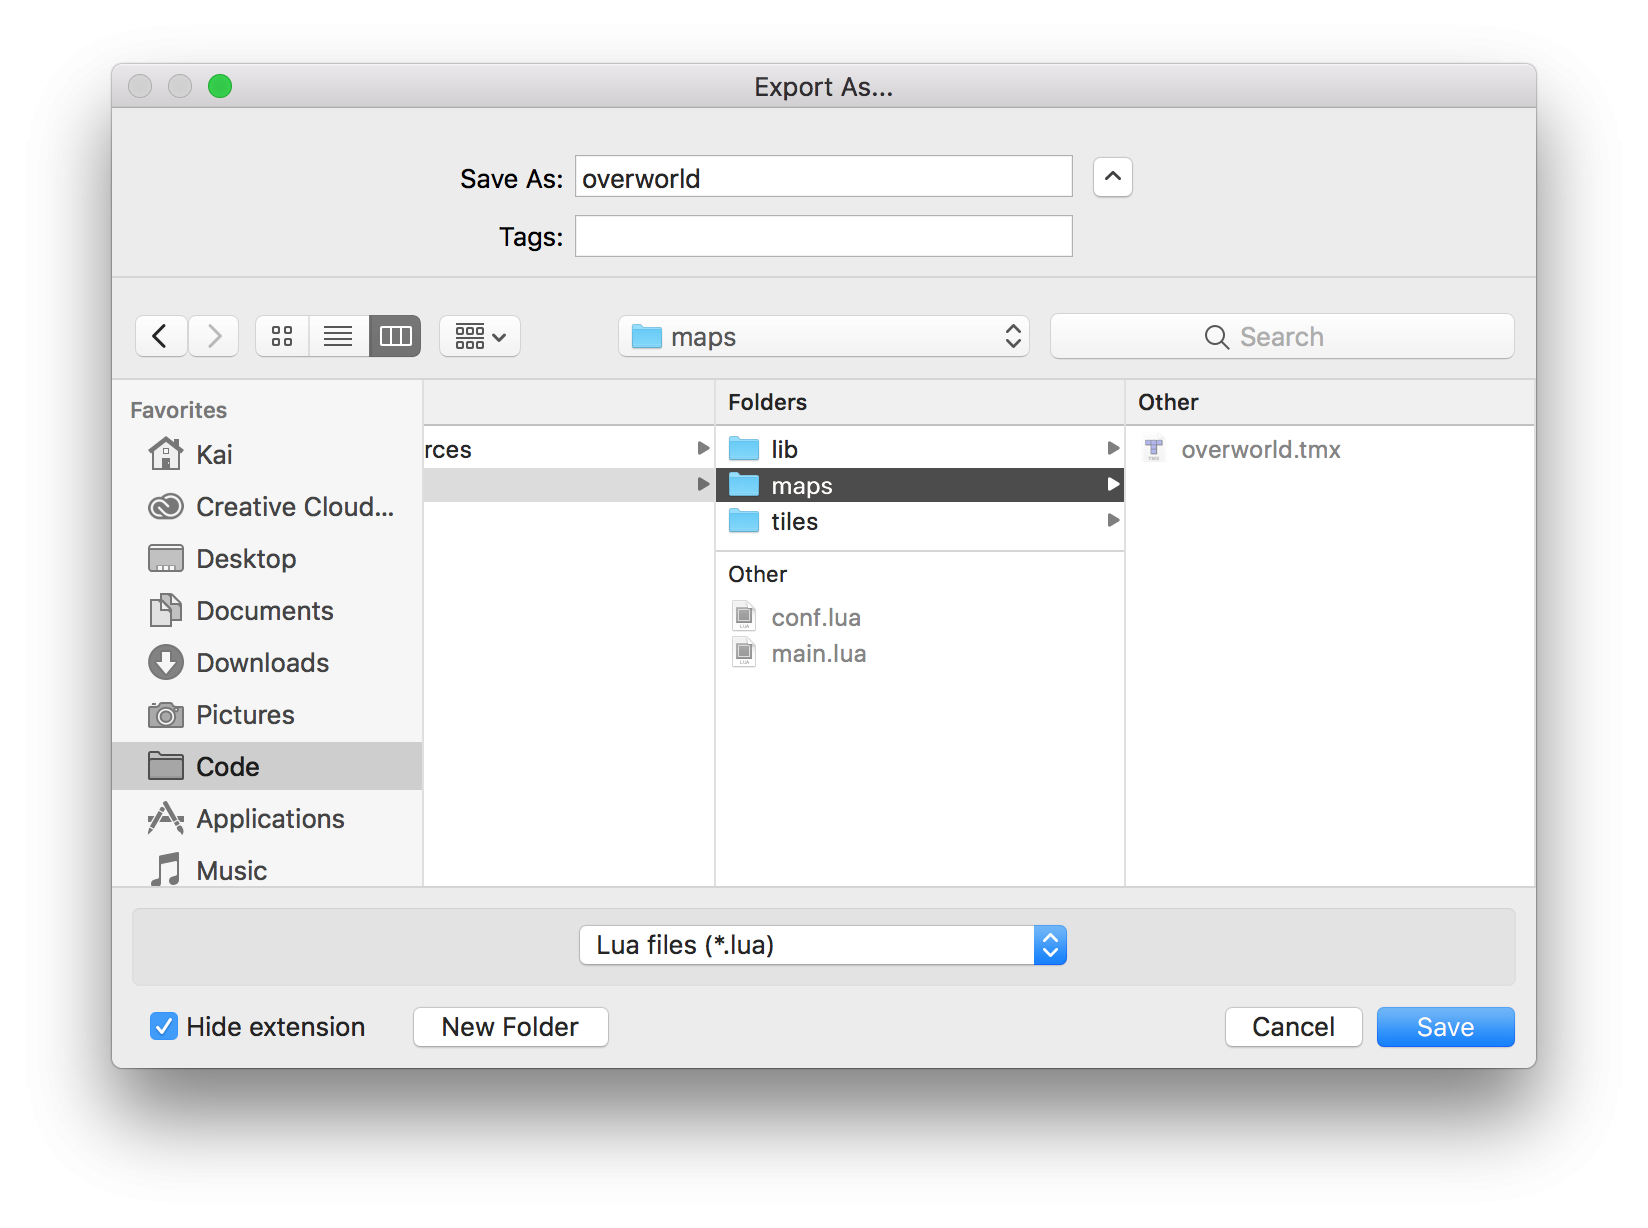 Export As...
Save As: overworld
Tags:
maps
Search
Favorites
Kai
Creative Cloud...
Desktop
Documents
Downloads
Pictures
Code
Applications
Music
rces
Folders
lib
maps
tiles
Other
conf.lua
main.lua
Other
overworld.tmx
Lua files (*.lua)
Hide extension
New Folder
Cancel
Save